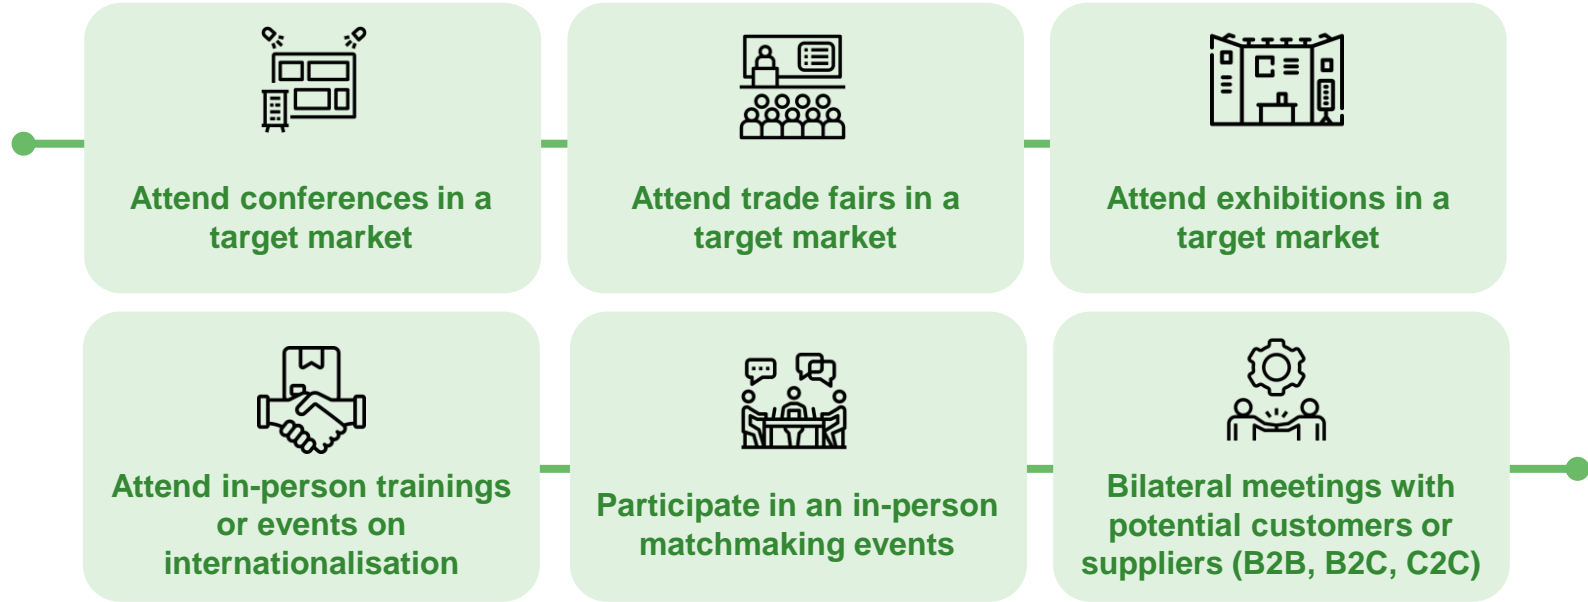 Attend conferences in a
target market
Attend trade fairs in a
target market
Attend exhibitions in a
target market
Attend in-person trainings
or events on
internationalisation
Participate in an in-person
matchmaking events
Bilateral meetings with
potential customers or
suppliers (B2B, B2C, C2C)